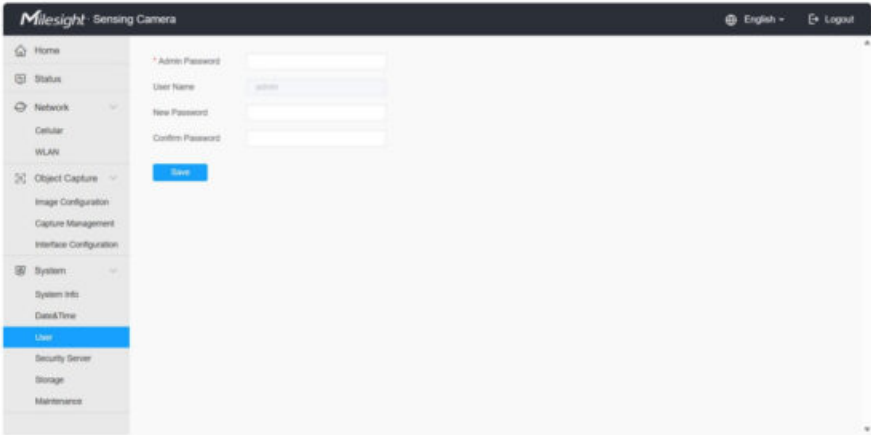 Milesight · Sensing Camera
English
Logout
Home
Status
Network
Cellular
WLAN
Object Capture
Image Configuration
Capture Management
Interface Configuration
System
System Info
Date&Time
User
Security Server
Storage
Maintenance
* Admin Password
User Name admin
New Password
Confirm Password
Save